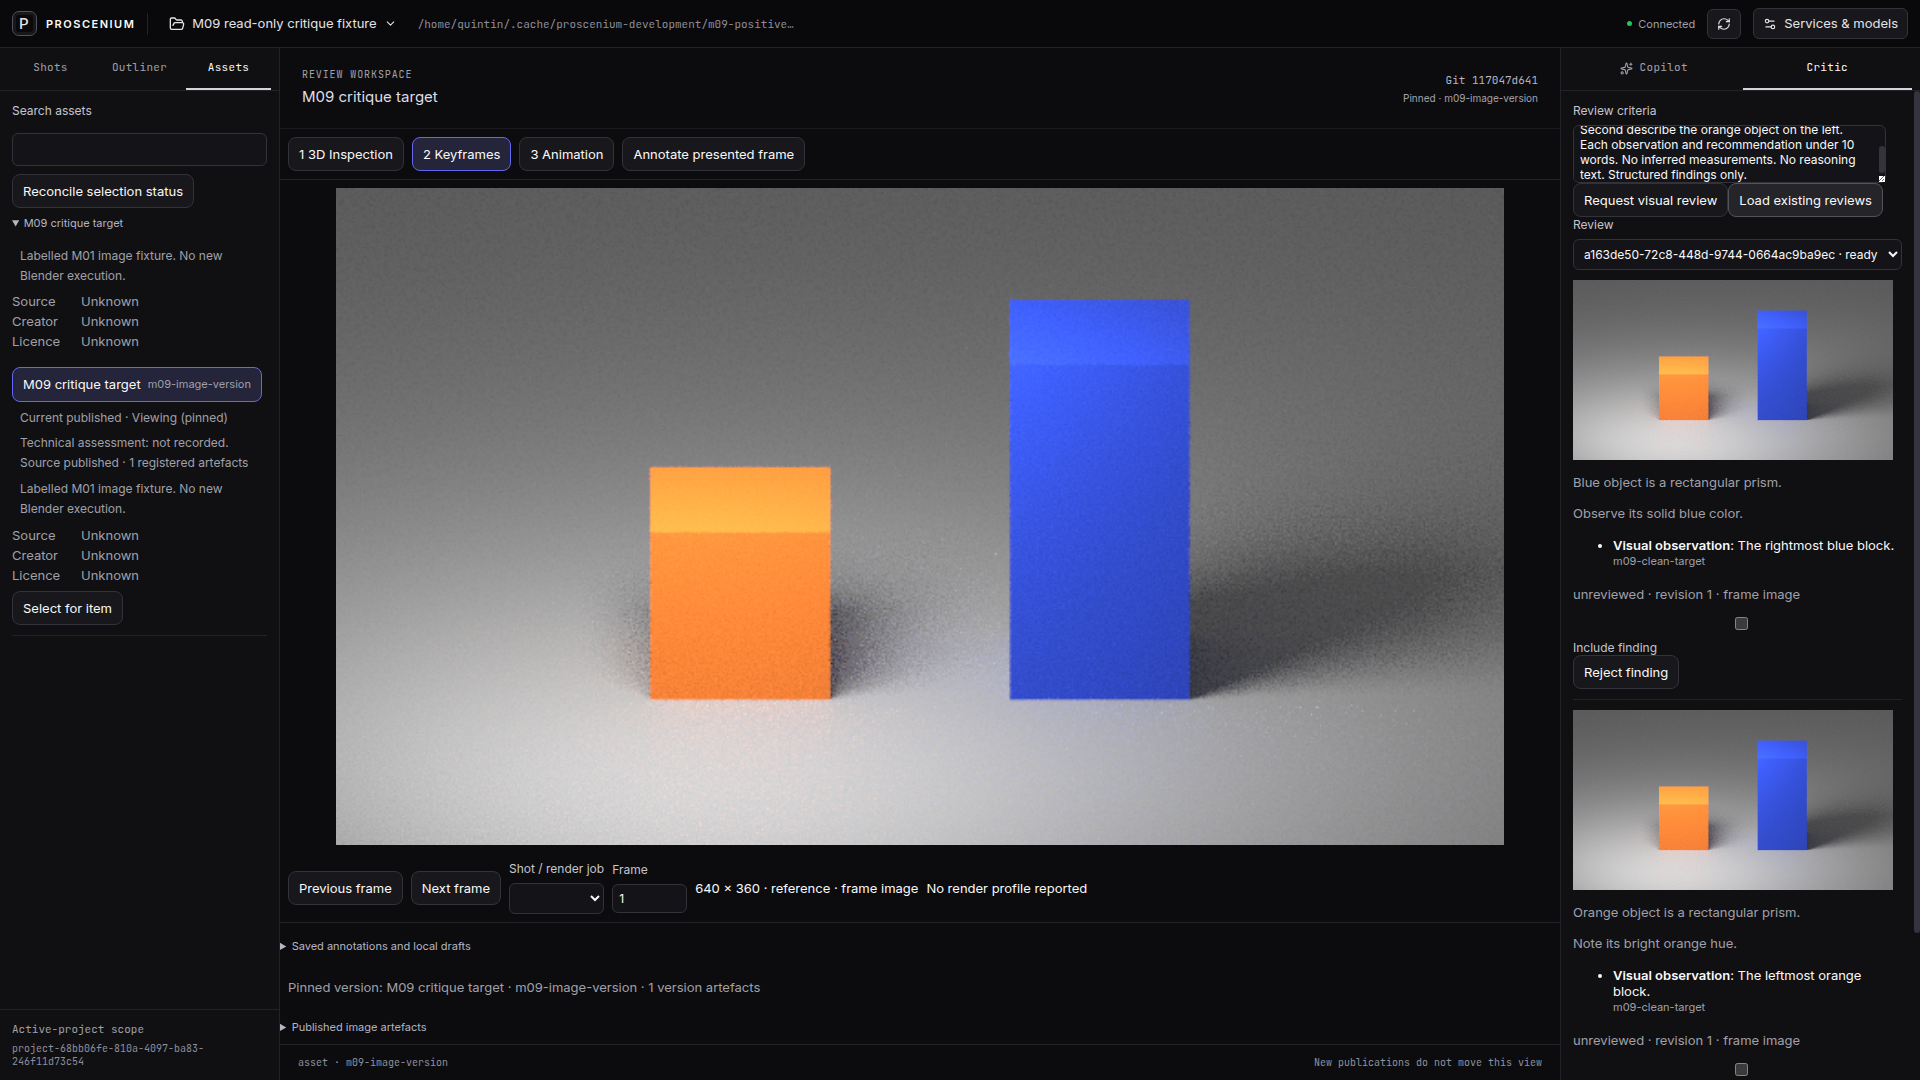 P PROSCENIUM
M09 read-only critique fixture
/home/quintin/.cache/proscenium-development/m09-positive…
Connected
Services & models
Shots
Outliner
Assets
Search assets
Reconcile selection status
M09 critique target
Labelled M01 image fixture. No new
Blender execution.
Source Unknown
Creator Unknown
Licence Unknown
M09 critique target m09-image-version
Current published · Viewing (pinned)
Technical assessment: not recorded.
Source published · 1 registered artefacts
Labelled M01 image fixture. No new
Blender execution.
Source Unknown
Creator Unknown
Licence Unknown
Select for item
Active-project scope
project-68bb06fe-810a-4097-ba83-
246f11d73c54
REVIEW WORKSPACE
M09 critique target
Git 117047d641
Pinned · m09-image-version
1 3D Inspection
2 Keyframes
3 Animation
Annotate presented frame
Previous frame
Next frame
Shot / render job
Frame
1
640 × 360 · reference · frame image No render profile reported
Saved annotations and local drafts
Pinned version: M09 critique target · m09-image-version · 1 version artefacts
Published image artefacts
asset · m09-image-version
New publications do not move this view
Copilot
Critic
Review criteria
Second describe the orange object on the left.
Each observation and recommendation under 10
words. No inferred measurements. No reasoning
text. Structured findings only.
Request visual review
Load existing reviews
Review
a163de50-72c8-448d-9744-0664ac9ba9ec · ready
Blue object is a rectangular prism.
Observe its solid blue color.
• Visual observation: The rightmost blue block.
m09-clean-target
unreviewed · revision 1 · frame image
Include finding
Reject finding
Orange object is a rectangular prism.
Note its bright orange hue.
• Visual observation: The leftmost orange
block.
m09-clean-target
unreviewed · revision 1 · frame image